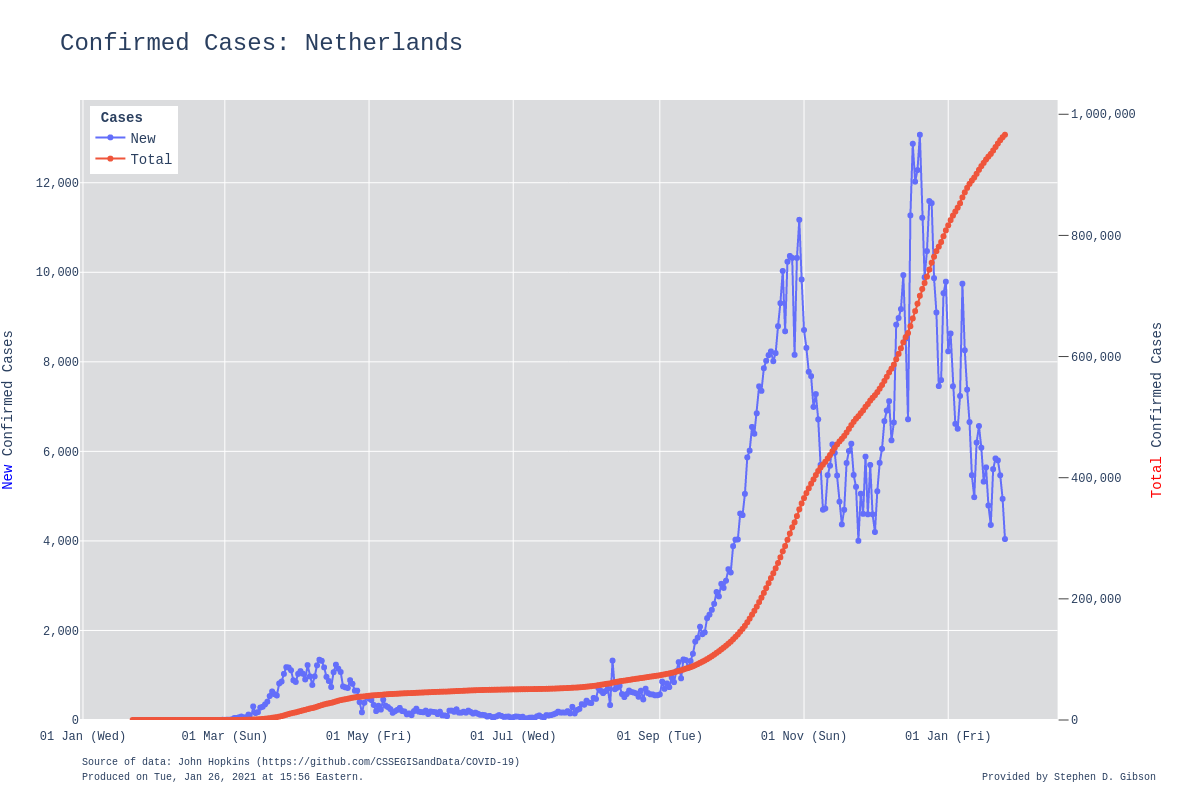 Confirmed Cases: Netherlands
Cases
New
Total
12,000
10,000
8,000
6,000
4,000
2,000
0
New Confirmed Cases
1,000,000
800,000
600,000
400,000
200,000
0
Total Confirmed Cases
01 Jan (Wed) 01 Mar (Sun) 01 May (Fri) 01 Jul (Wed) 01 Sep (Tue) 01 Nov (Sun) 01 Jan (Fri)
Source of data: John Hopkins (https://github.com/CSSEGISandData/COVID-19)
Produced on Tue, Jan 26, 2021 at 15:56 Eastern.
Provided by Stephen D. Gibson